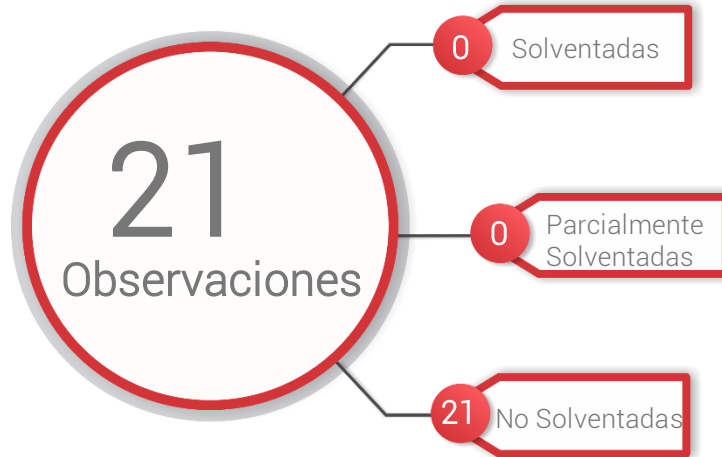 21
Observaciones
0
Solventadas
0
Parcialmente
Solventadas
21
No Solventadas